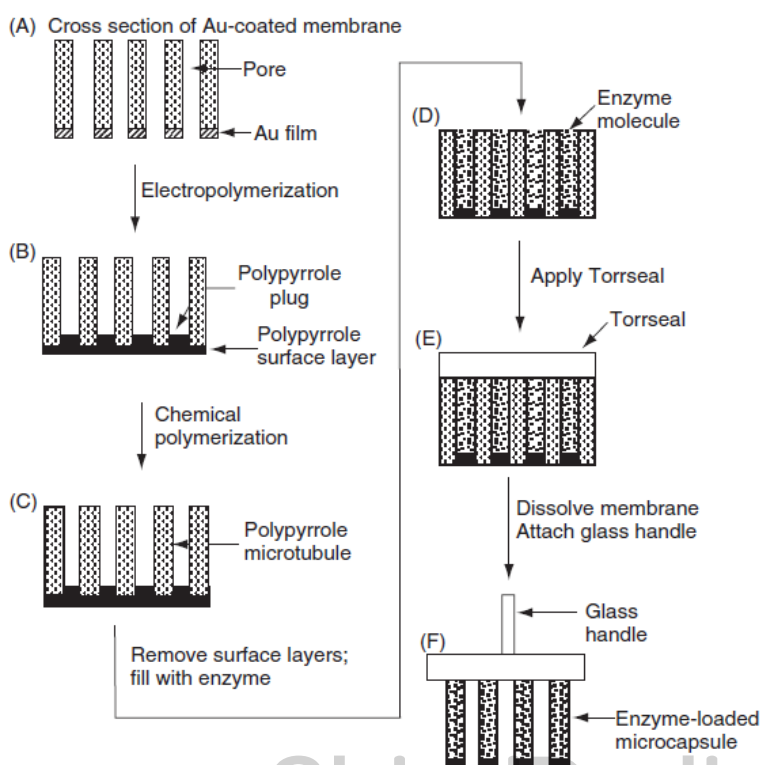 (A) Cross section of Au-coated membrane
Pore
Au film
Electropolymerization
(B)
Polypyrrole
plug
Polypyrrole
surface layer
Chemical
polymerization
(C)
Polypyrrole
microtubule
Remove surface layers;
fill with enzyme
(D)
Enzyme
molecule
Apply Torrseal
(E)
Torrseal
Dissolve membrane
Attach glass handle
Glass
handle
(F)
Enzyme-loaded
microcapsule